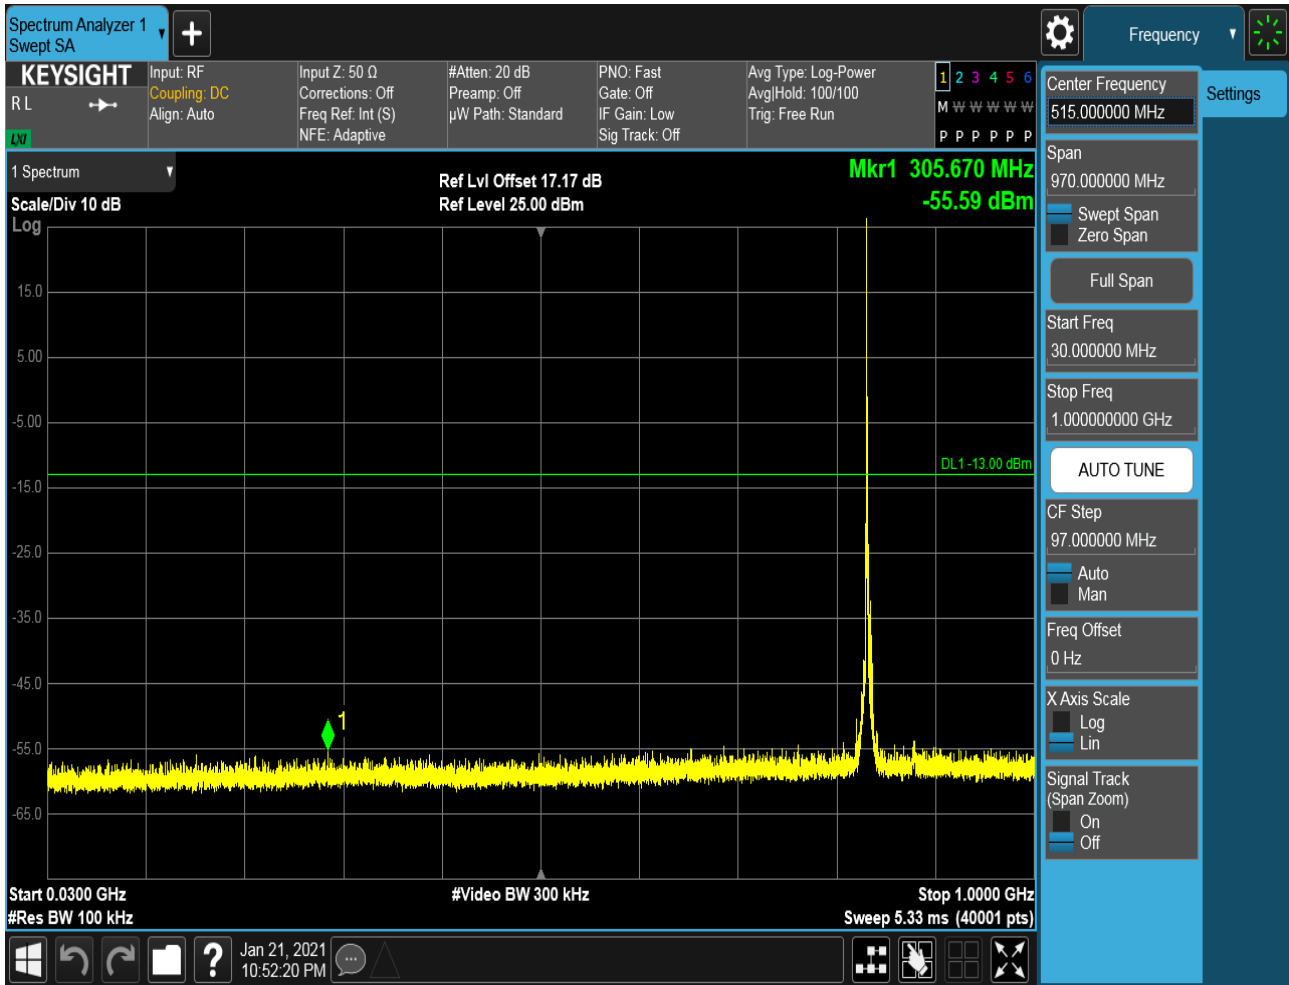 Spectrum Analyzer 1
Swept SA
Frequency
KEYSIGHT
R L
LXI
Input: RF
Coupling: DC
Align: Auto
Input Z: 50 Ω
Corrections: Off
Freq Ref: Int (S)
NFE: Adaptive
#Atten: 20 dB
Preamp: Off
µW Path: Standard
PNO: Fast
Gate: Off
IF Gain: Low
Sig Track: Off
Avg Type: Log-Power
Avg|Hold: 100/100
Trig: Free Run
1 2 3 4 5 6
M W W W W W
P P P P P P
1 Spectrum
Scale/Div 10 dB
Log
Ref Lvl Offset 17.17 dB
Ref Level 25.00 dBm
Mkr1 305.670 MHz
-55.59 dBm
15.0
5.00
-5.00
DL1 -13.00 dBm
-15.0
-25.0
-35.0
-45.0
1
-55.0
-65.0
Start 0.0300 GHz
#Res BW 100 kHz
#Video BW 300 kHz
Stop 1.0000 GHz
Sweep 5.33 ms (40001 pts)
Center Frequency
515.000000 MHz
Settings
Span
970.000000 MHz
Swept Span
Zero Span
Full Span
Start Freq
30.000000 MHz
Stop Freq
1.000000000 GHz
AUTO TUNE
CF Step
97.000000 MHz
Auto
Man
Freq Offset
0 Hz
X Axis Scale
Log
Lin
Signal Track
(Span Zoom)
On
Off
?
Jan 21, 2021
10:52:20 PM